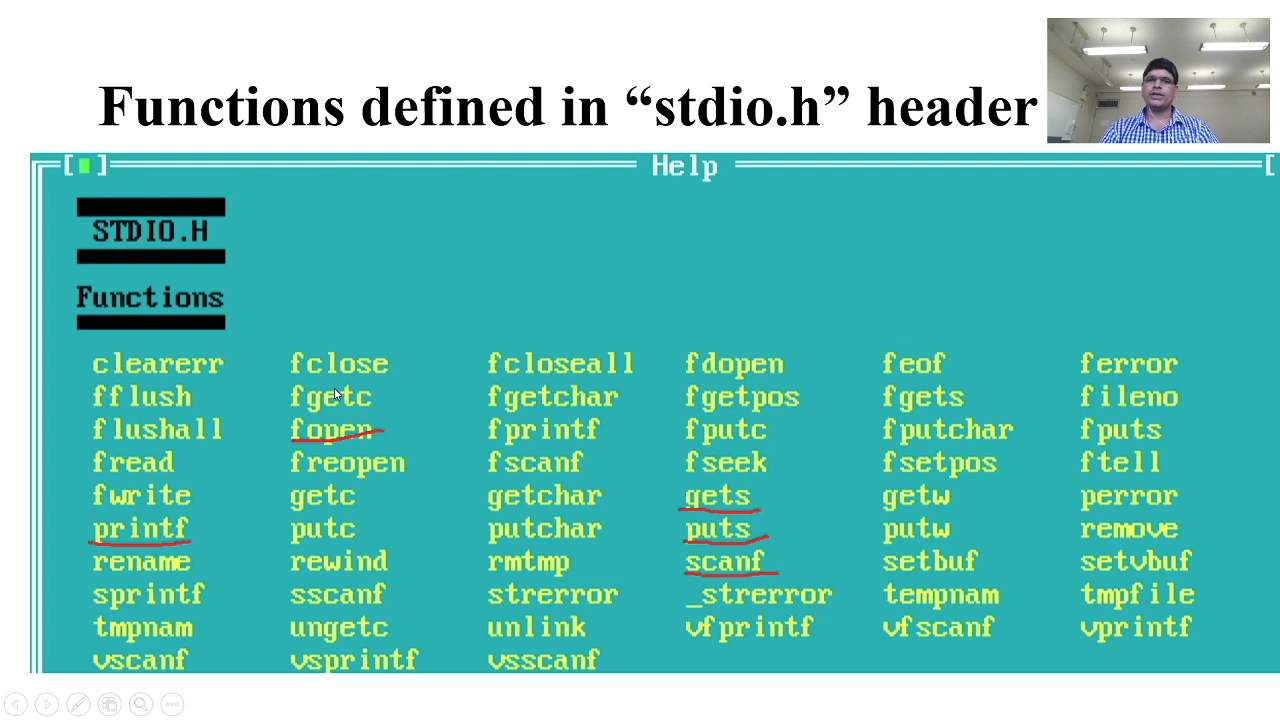 Functions defined in “stdio.h” header
[■] Help [
STDIO.H
Functions
clearerr fclose fcloseall fdopen feof ferror
fflush fgetc fgetchar fgetpos fgets fileno
flushall fopen fprintf fputc fputchar fputs
fread freopen fscanf fseek fsetpos ftell
fwrite getc getchar gets getw perror
printf putc putchar puts putw remove
rename rewind rmtmp scanf setbuf setvbuf
sprintf sscanf strerror _strerror tempnam tmpfile
tmpnam ungetc unlink vfprintf vfscanf vprintf
vscanf vsprintf vsscanf